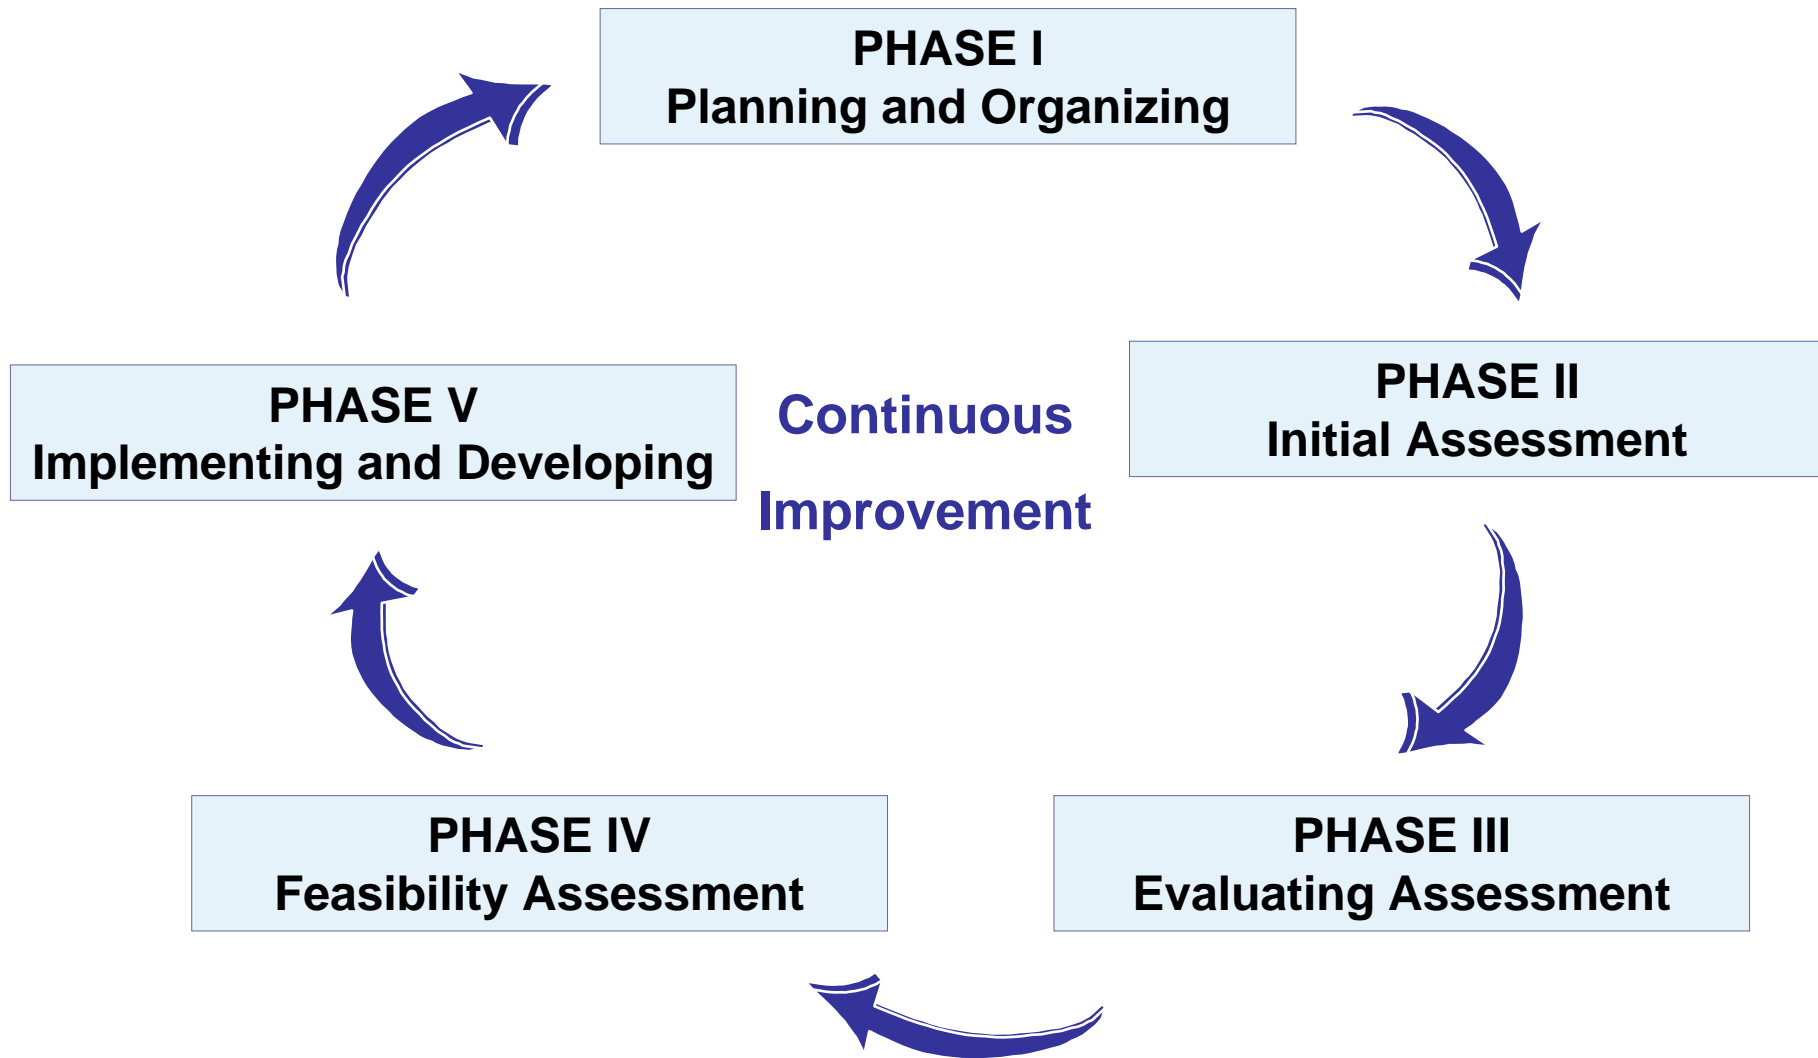 PHASE I
Planning and Organizing
PHASE II
Initial Assessment
PHASE III
Evaluating Assessment
PHASE IV
Feasibility Assessment
PHASE V
Implementing and Developing
Continuous
Improvement